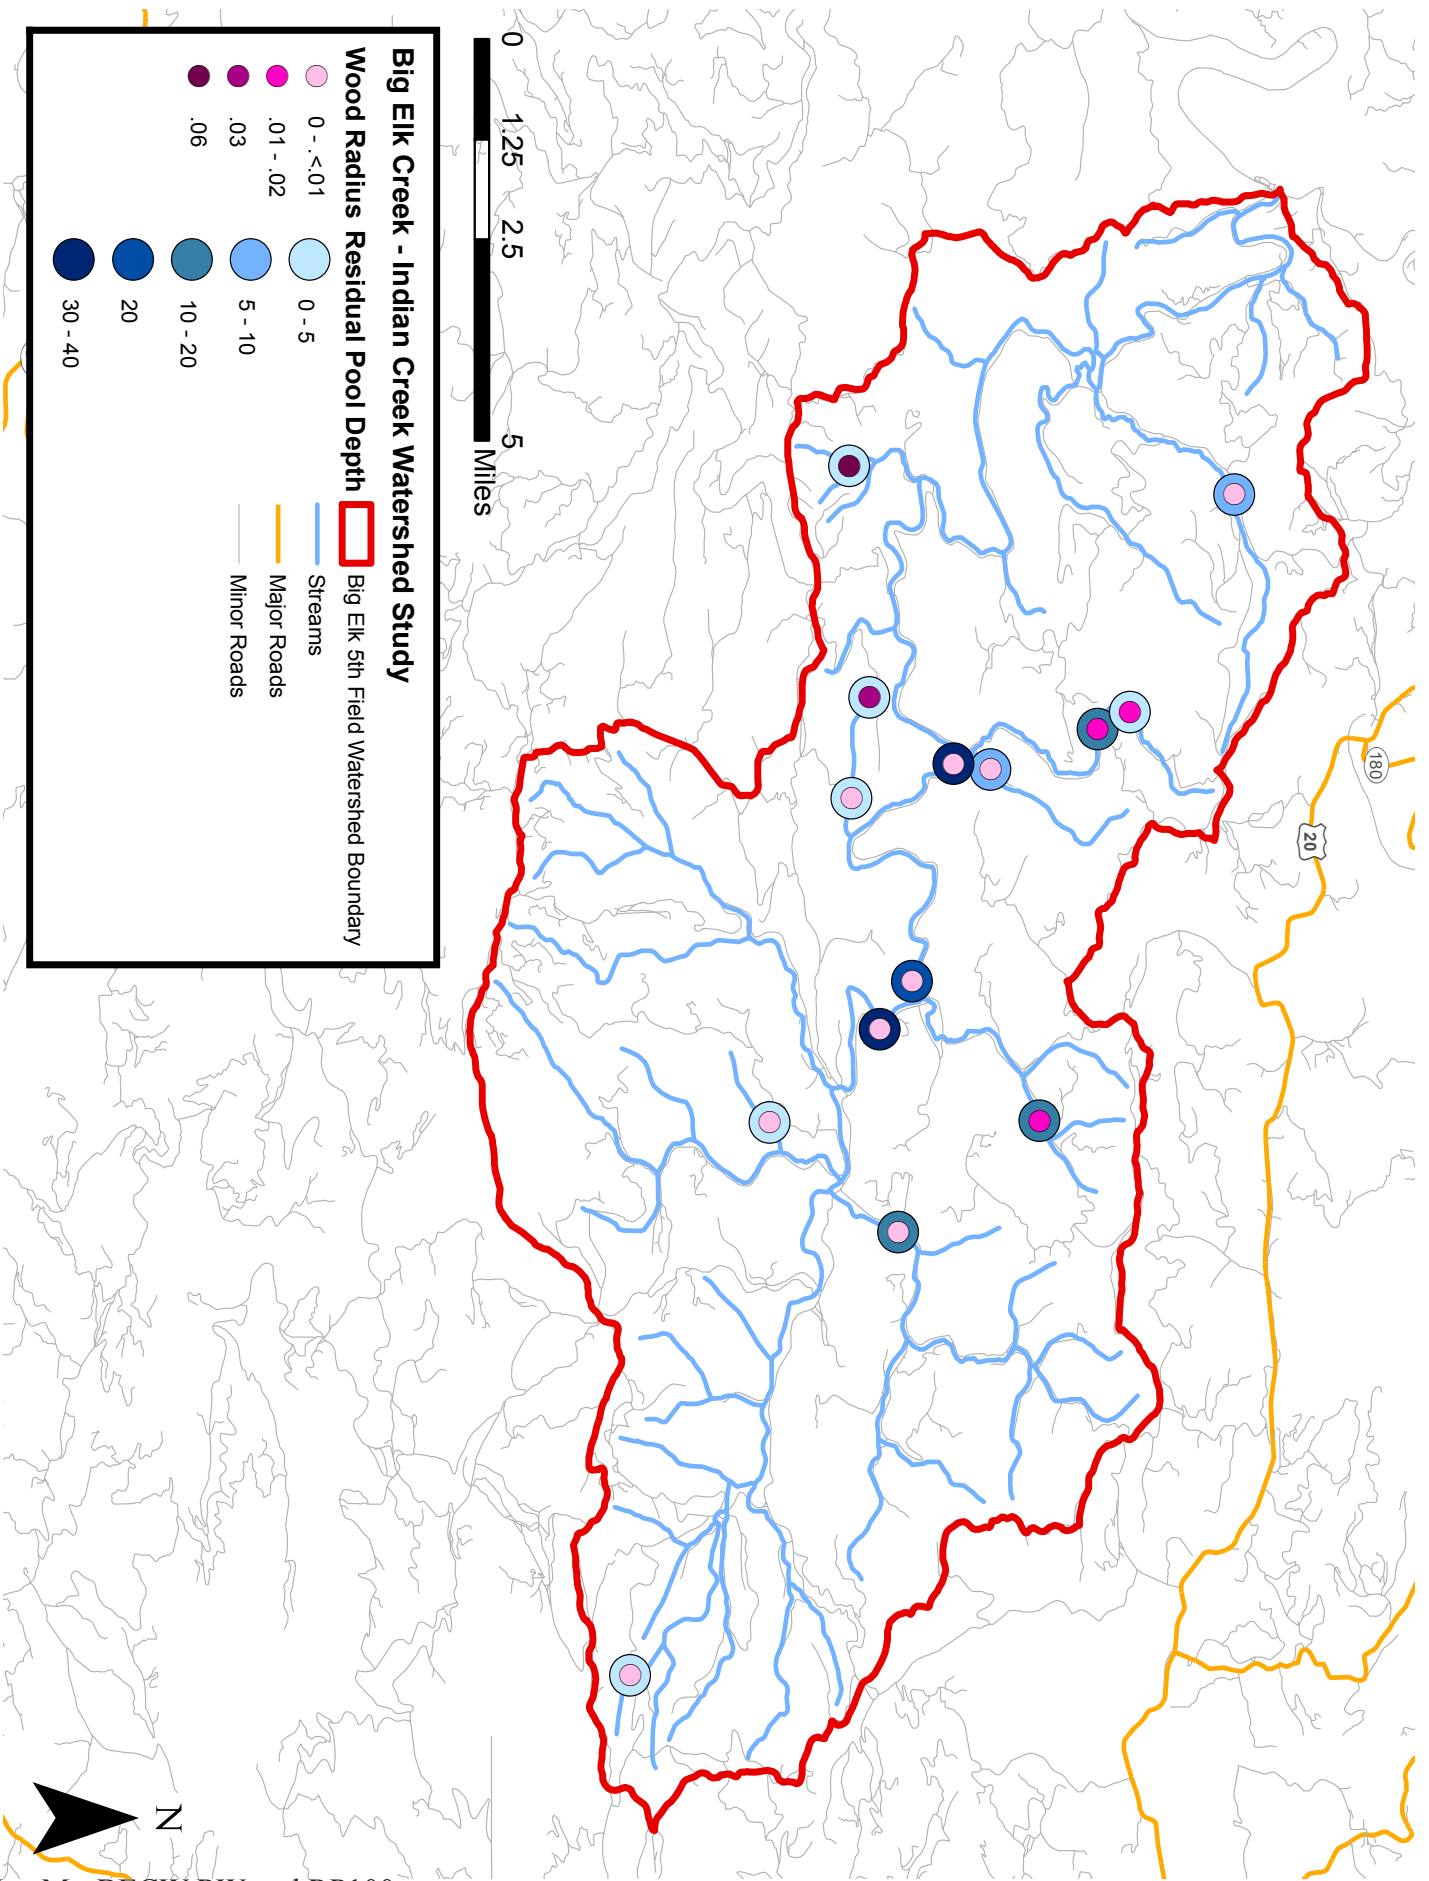 Big Elk Creek - Indian Creek Watershed Study
Wood Radius Residual Pool Depth
0 - .<.01
.01 - .02
.03
.06
0 - 5
5 - 10
10 - 20
20
30 - 40
Big Elk 5th Field Watershed Boundary
Streams
Major Roads
Minor Roads
0 1.25 2.5 5
Miles
180
20
N